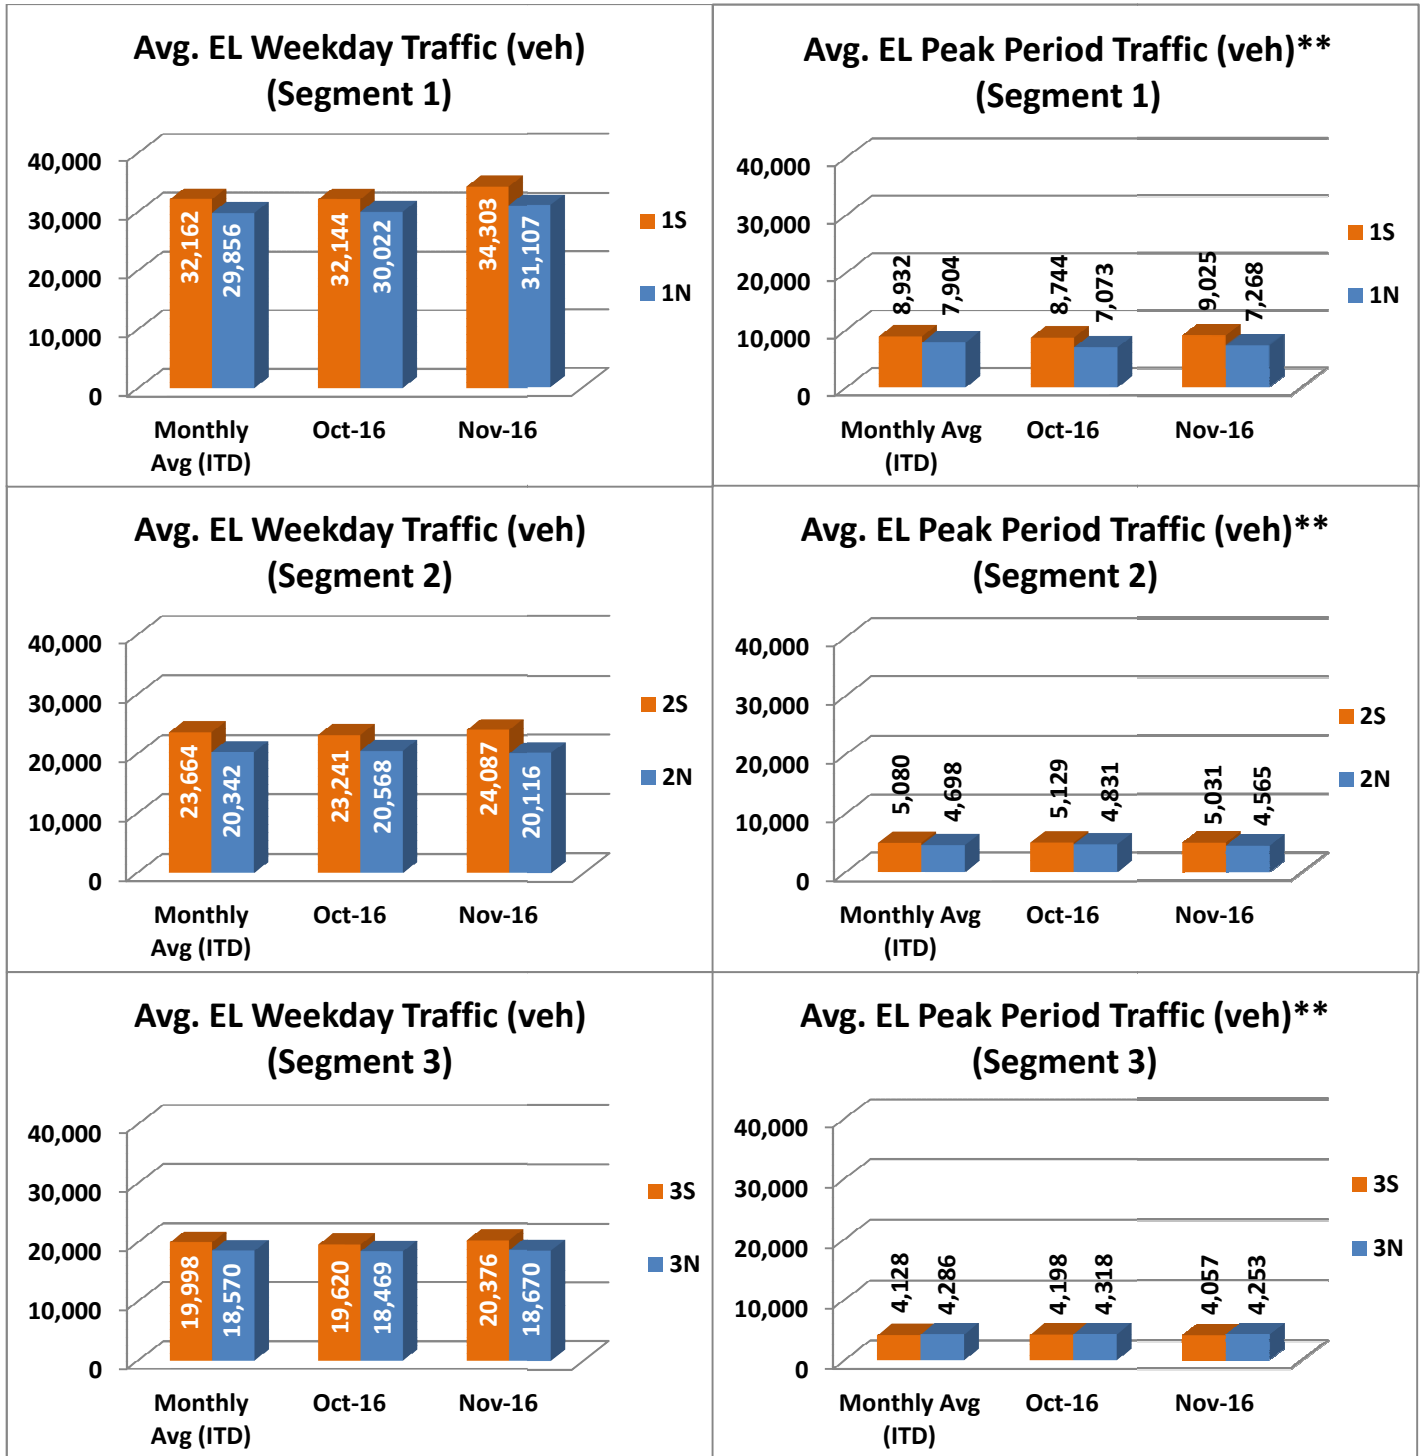 Avg. EL Weekday Traffic (veh)
(Segment 1)
40,000
30,000
20,000
10,000
0
32,162
29,856
32,144
30,022
34,303
31,107
1S
1N
Monthly
Avg (ITD)
Oct-16
Nov-16
Avg. EL Peak Period Traffic (veh)**
(Segment 1)
40,000
30,000
20,000
10,000
0
8,932
7,904
8,744
7,073
9,025
7,268
1S
1N
Monthly Avg
(ITD)
Oct-16
Nov-16
Avg. EL Weekday Traffic (veh)
(Segment 2)
40,000
30,000
20,000
10,000
0
23,664
20,342
23,241
20,568
24,087
20,116
2S
2N
Monthly
Avg (ITD)
Oct-16
Nov-16
Avg. EL Peak Period Traffic (veh)**
(Segment 2)
40,000
30,000
20,000
10,000
0
5,080
4,698
5,129
4,831
5,031
4,565
2S
2N
Monthly Avg
(ITD)
Oct-16
Nov-16
Avg. EL Weekday Traffic (veh)
(Segment 3)
40,000
30,000
20,000
10,000
0
19,998
18,570
19,620
18,469
20,376
18,670
3S
3N
Monthly
Avg (ITD)
Oct-16
Nov-16
Avg. EL Peak Period Traffic (veh)**
(Segment 3)
40,000
30,000
20,000
10,000
0
4,128
4,286
4,198
4,318
4,057
4,253
3S
3N
Monthly Avg
(ITD)
Oct-16
Nov-16